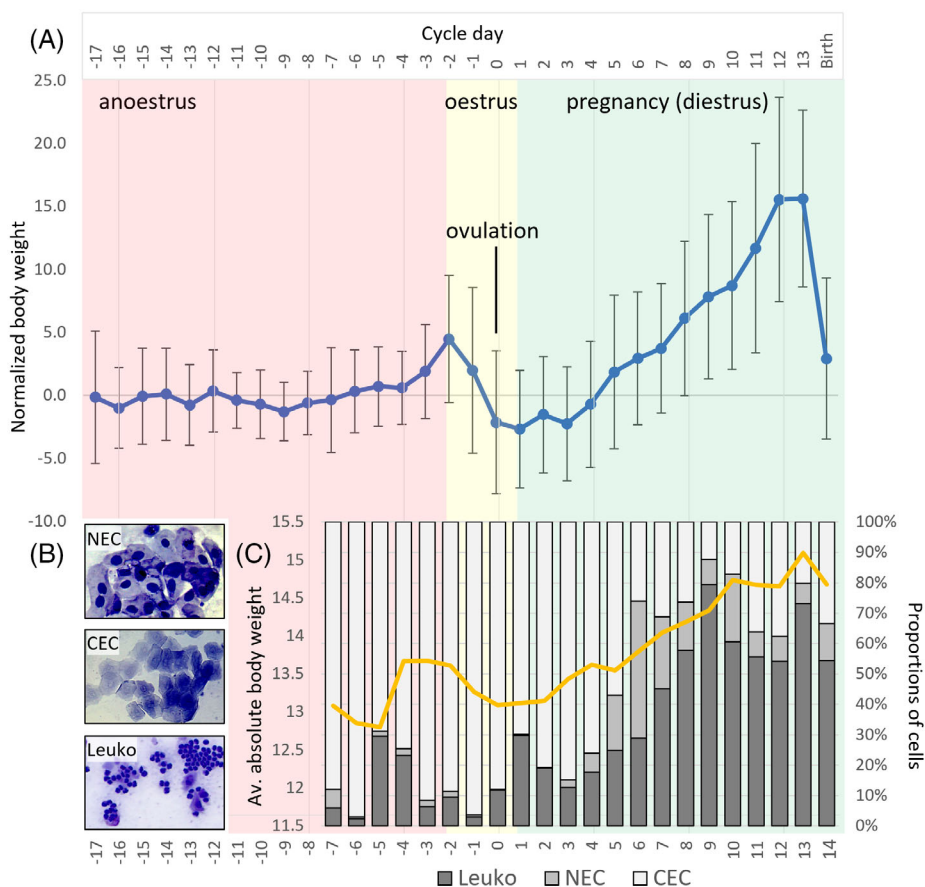 (A)
Cycle day
-17 -16 -15 -14 -13 -12 -11 -10 -9 -8 -7 -6 -5 -4 -3 -2 -1 0 1 2 3 4 5 6 7 8 9 10 11 12 13 Birth
Normalized body weight
25.0
20.0
15.0
10.0
5.0
0.0
-5.0
-10.0
anoestrus
oestrus
pregnancy (diestrus)
ovulation
(B)
NEC
CEC
Leuko
(C)
Av. absolute body weight
15.5
15
14.5
14
13.5
13
12.5
12
11.5
100%
90%
80%
70%
60%
50%
40%
30%
20%
10%
0%
Proportions of cells
-17 -16 -15 -14 -13 -12 -11 -10 -9 -8 -7 -6 -5 -4 -3 -2 -1 0 1 2 3 4 5 6 7 8 9 10 11 12 13 14
Leuko NEC CEC